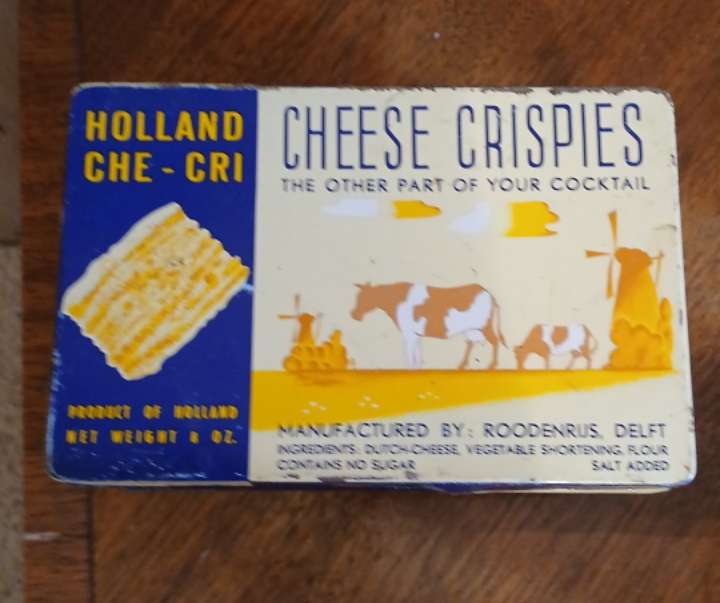 HOLLAND
CHE - CRI
PRODUCT OF HOLLAND
NET WEIGHT 8 OZ.
CHEESE CRISPIES
THE OTHER PART OF YOUR COCKTAIL
MANUFACTURED BY: ROODENRIJS, DELFT
INGREDIENTS: DUTCH-CHEESE, VEGETABLE SHORTENING, FLOUR
CONTAINS NO SUGAR SALT ADDED